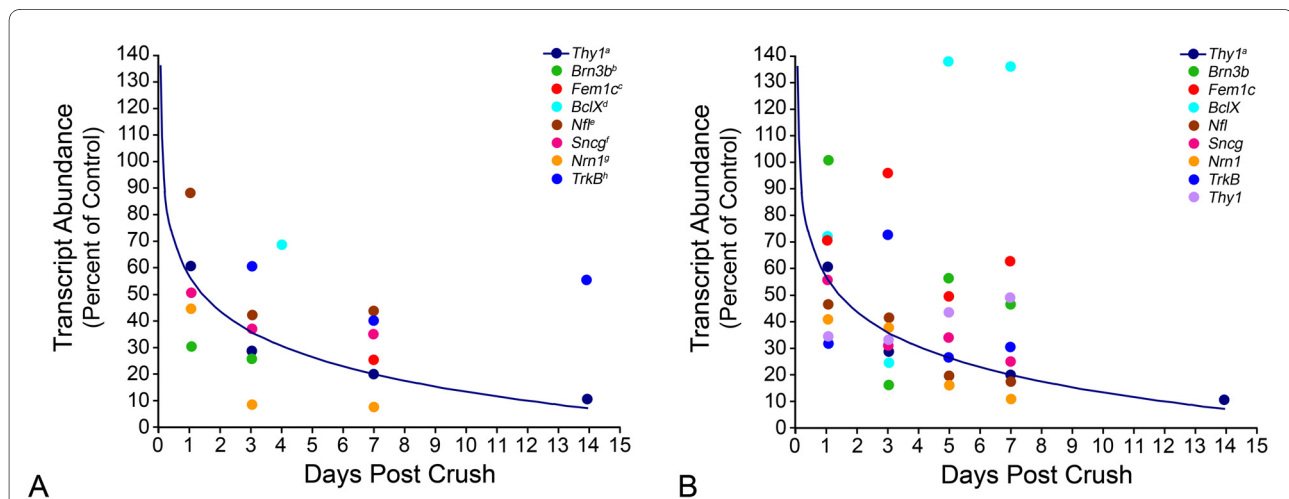 140
130
120
110
100
90
80
70
60
50
40
30
20
10
0
Transcript Abundance
(Percent of Control)
0 1 2 3 4 5 6 7 8 9 10 11 12 13 14 15
Days Post Crush
Thy1ᵃ
Brn3bᵇ
Fem1cᶜ
BclXᵈ
Nflᵉ
Sncgᶠ
Nrn1ᵍ
TrkBʰ
A
140
130
120
110
100
90
80
70
60
50
40
30
20
10
0
Transcript Abundance
(Percent of Control)
0 1 2 3 4 5 6 7 8 9 10 11 12 13 14 15
Days Post Crush
Thy1ᵃ
Brn3b
Fem1c
BclX
Nfl
Sncg
Nrn1
TrkB
Thy1
B